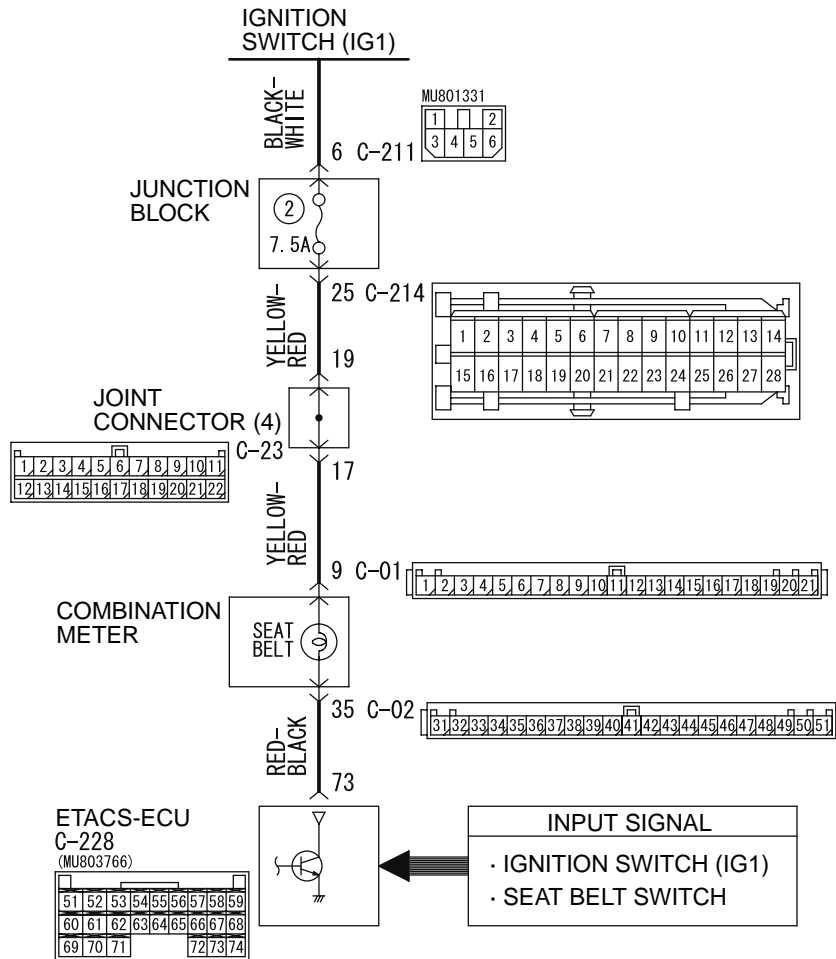 IGNITION
SWITCH (IG1)
BLACK-
WHITE
MU801331
1 2
3 4 5 6
6 C-211
JUNCTION
BLOCK
2
7.5A
25 C-214
1 2 3 4 5 6 7 8 9 10 11 12 13 14
15 16 17 18 19 20 21 22 23 24 25 26 27 28
YELLOW-
RED
19
JOINT
CONNECTOR (4)
C-23
1 2 3 4 5 6 7 8 9 10 11
12 13 14 15 16 17 18 19 20 21 22
17
YELLOW-
RED
9 C-01
1 2 3 4 5 6 7 8 9 10 11 12 13 14 15 16 17 18 19 20 21
COMBINATION
METER
SEAT
BELT
35 C-02
31 32 33 34 35 36 37 38 39 40 41 42 43 44 45 46 47 48 49 50 51
RED-
BLACK
73
ETACS-ECU
C-228
(MU803766)
51 52 53 54 55 56 57 58 59
60 61 62 63 64 65 66 67 68
69 70 71 72 73 74
INPUT SIGNAL
· IGNITION SWITCH (IG1)
· SEAT BELT SWITCH